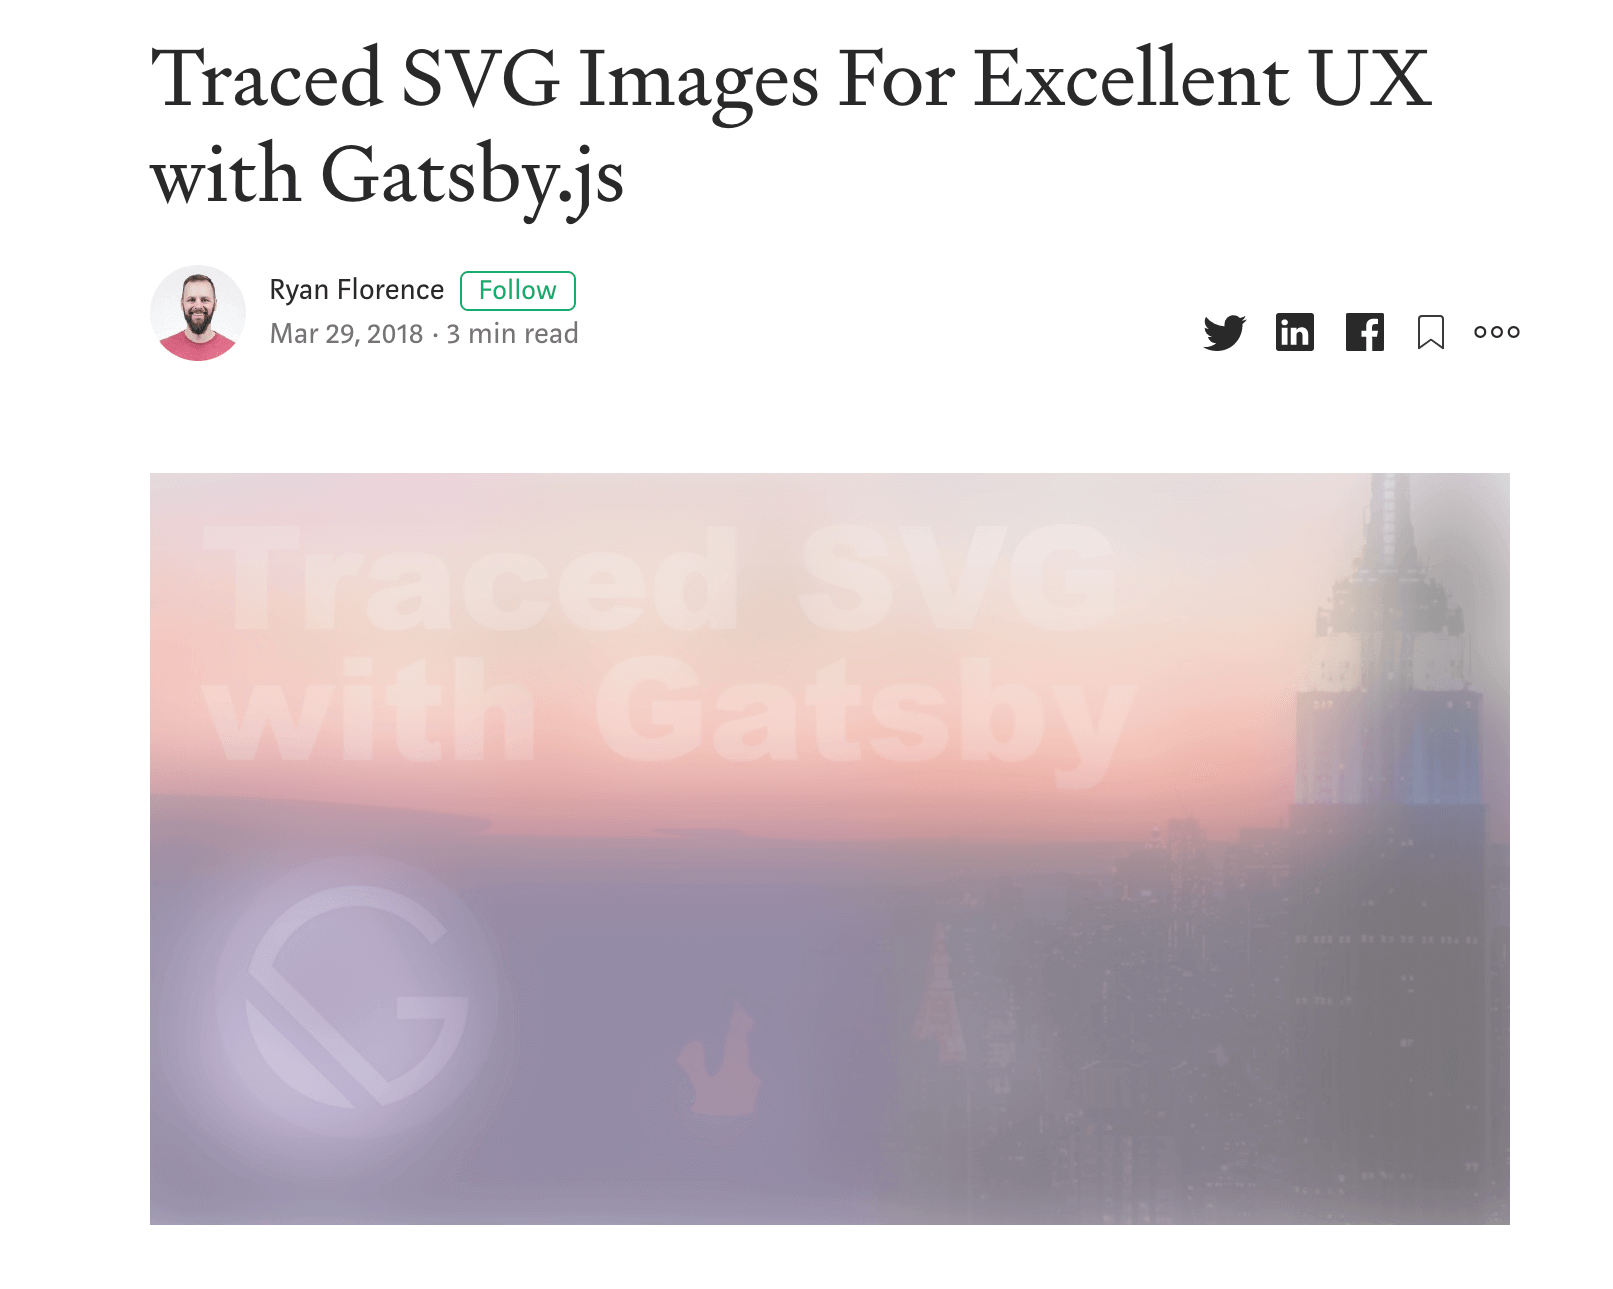 Traced SVG Images For Excellent UX
with Gatsby.js
Ryan Florence Follow
Mar 29, 2018 · 3 min read
Traced SVG
with Gatsby